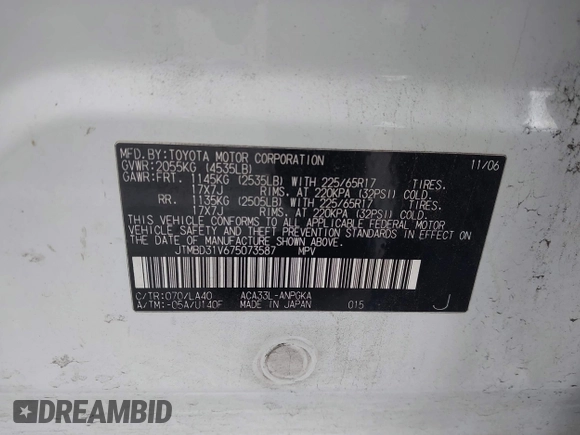 MFD.BY:TOYOTA MOTOR CORPORATION 11/06
GVWR:2055KG (4535LB)
GAWR:FRT. 1145KG (2535LB) WITH 225/65R17 TIRES.
17X7J RIMS. AT 220KPA (32PSI) COLD.
RR. 1135KG (2505LB) WITH 225/65R17 TIRES.
17X7J RIMS. AT 220KPA (32PSI) COLD.
THIS VEHICLE CONFORMS TO ALL APPLICABLE FEDERAL MOTOR
VEHICLE SAFETY AND BUMPER STANDARDS IN EFFECT ON THE
DATE OF MANUFACTURE SHOWN ABOVE.
JTMBD31V675073587 MPV
C/TR:070/LA40 ACA33L-ANPGKA
A/TM:-05A/U140F MADE IN JAPAN 015 J
DREAMBID